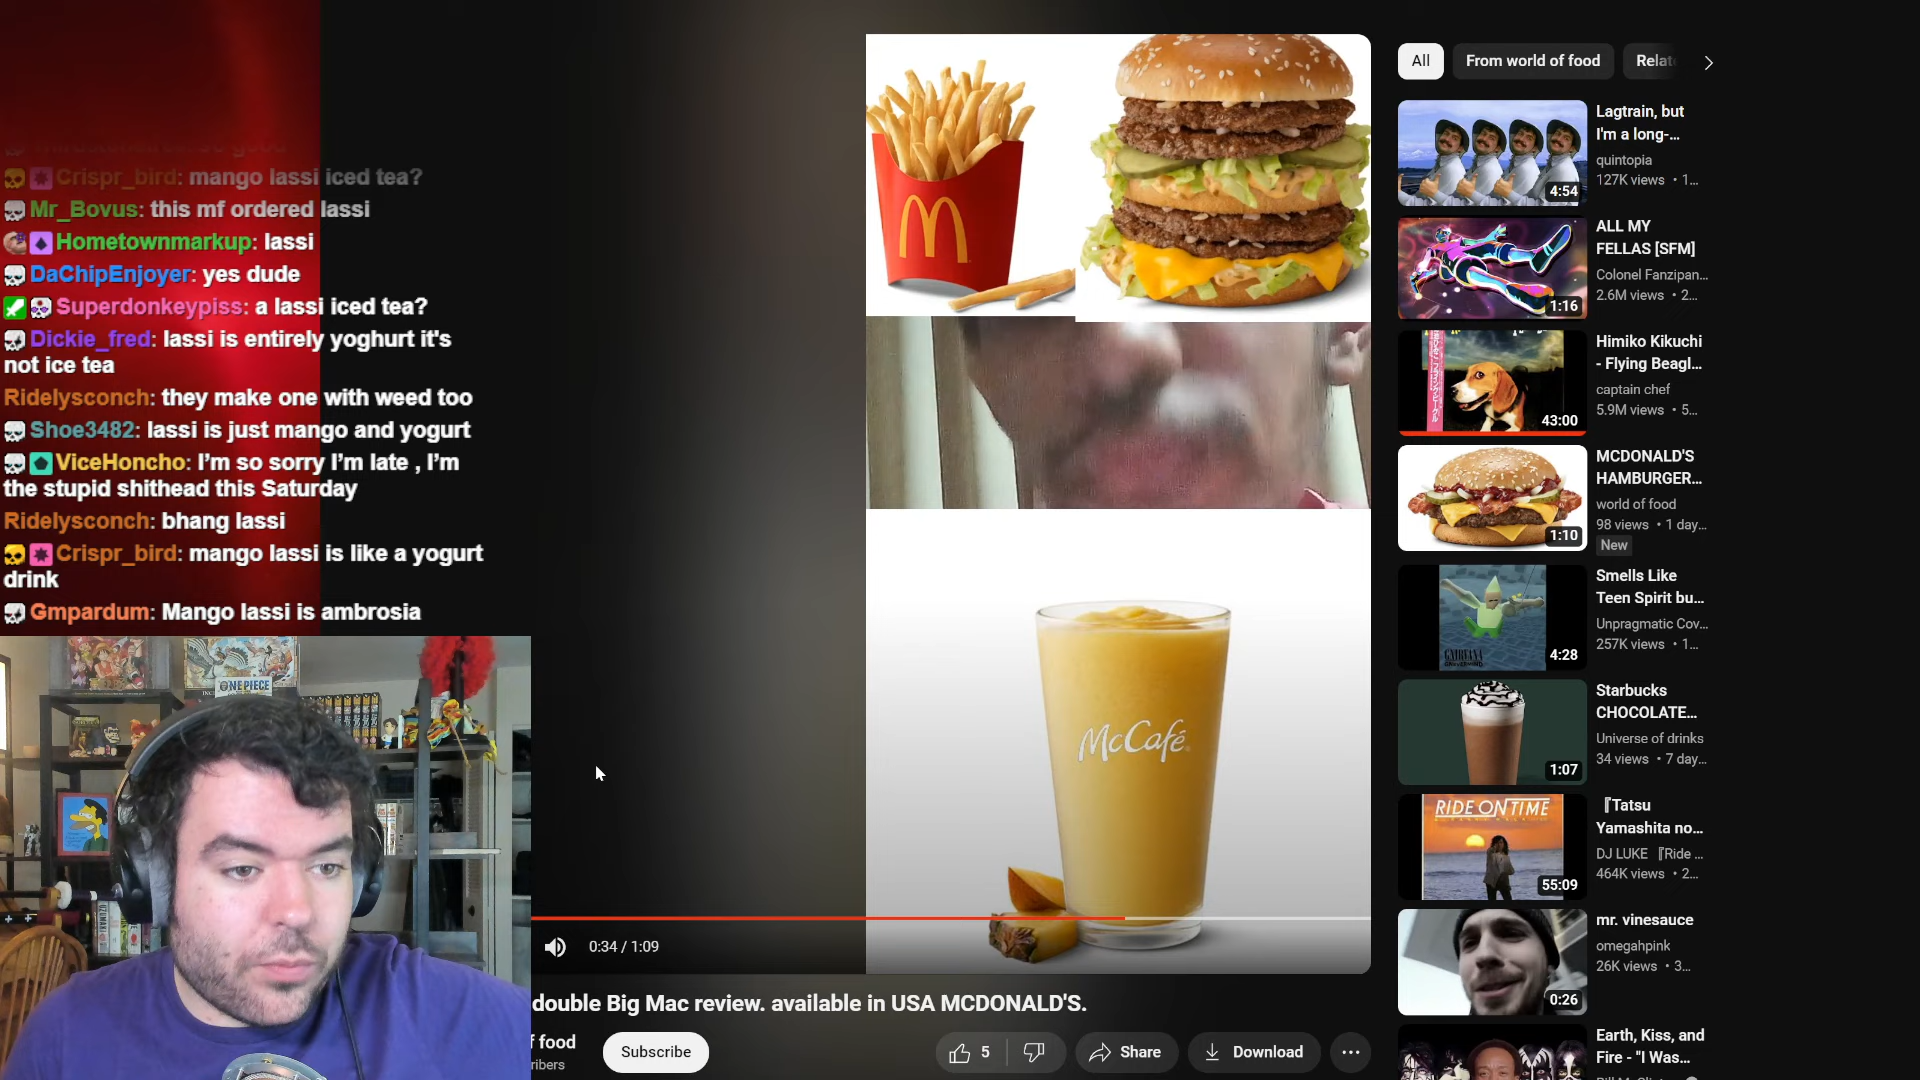 Crispr_bird: mango lassi iced tea?
Mr_Bovus: this mf ordered lassi
Hometownmarkup: lassi
DaChipEnjoyer: yes dude
Superdonkeypiss: a lassi iced tea?
Dickie_fred: lassi is entirely yoghurt it's
not ice tea
Ridelysconch: they make one with weed too
Shoe3482: lassi is just mango and yogurt
ViceHoncho: I'm so sorry I'm late , I'm
the stupid shithead this Saturday
Ridelysconch: bhang lassi
Crispr_bird: mango lassi is like a yogurt
drink
Gmpardum: Mango lassi is ambrosia
ONE PIECE
McCafé
0:34 / 1:09
double Big Mac review. available in USA MCDONALD'S.
f food
ribers
Subscribe
5
Share
Download
All
From world of food
Relat
Lagtrain, but
I'm a long-...
quintopia
127K views • 1...
4:54
ALL MY
FELLAS [SFM]
Colonel Fanzipan...
2.6M views • 2...
1:16
Himiko Kikuchi
- Flying Beagl...
captain chef
5.9M views • 5...
43:00
MCDONALD'S
HAMBURGER...
world of food
98 views • 1 day...
New
1:10
Smells Like
Teen Spirit bu...
Unpragmatic Cov...
257K views • 1...
4:28
Starbucks
CHOCOLATE...
Universe of drinks
34 views • 7 day...
1:07
RIDE ON TIME
『Tatsu
Yamashita no...
DJ LUKE 『Ride ...
464K views • 2...
55:09
mr. vinesauce
omegahpink
26K views • 3...
0:26
Earth, Kiss, and
Fire - "I Was...